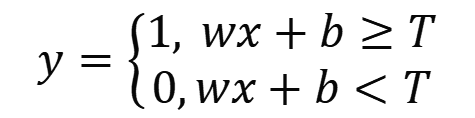 y = {1, wx + b ≥ T
0, wx + b < T